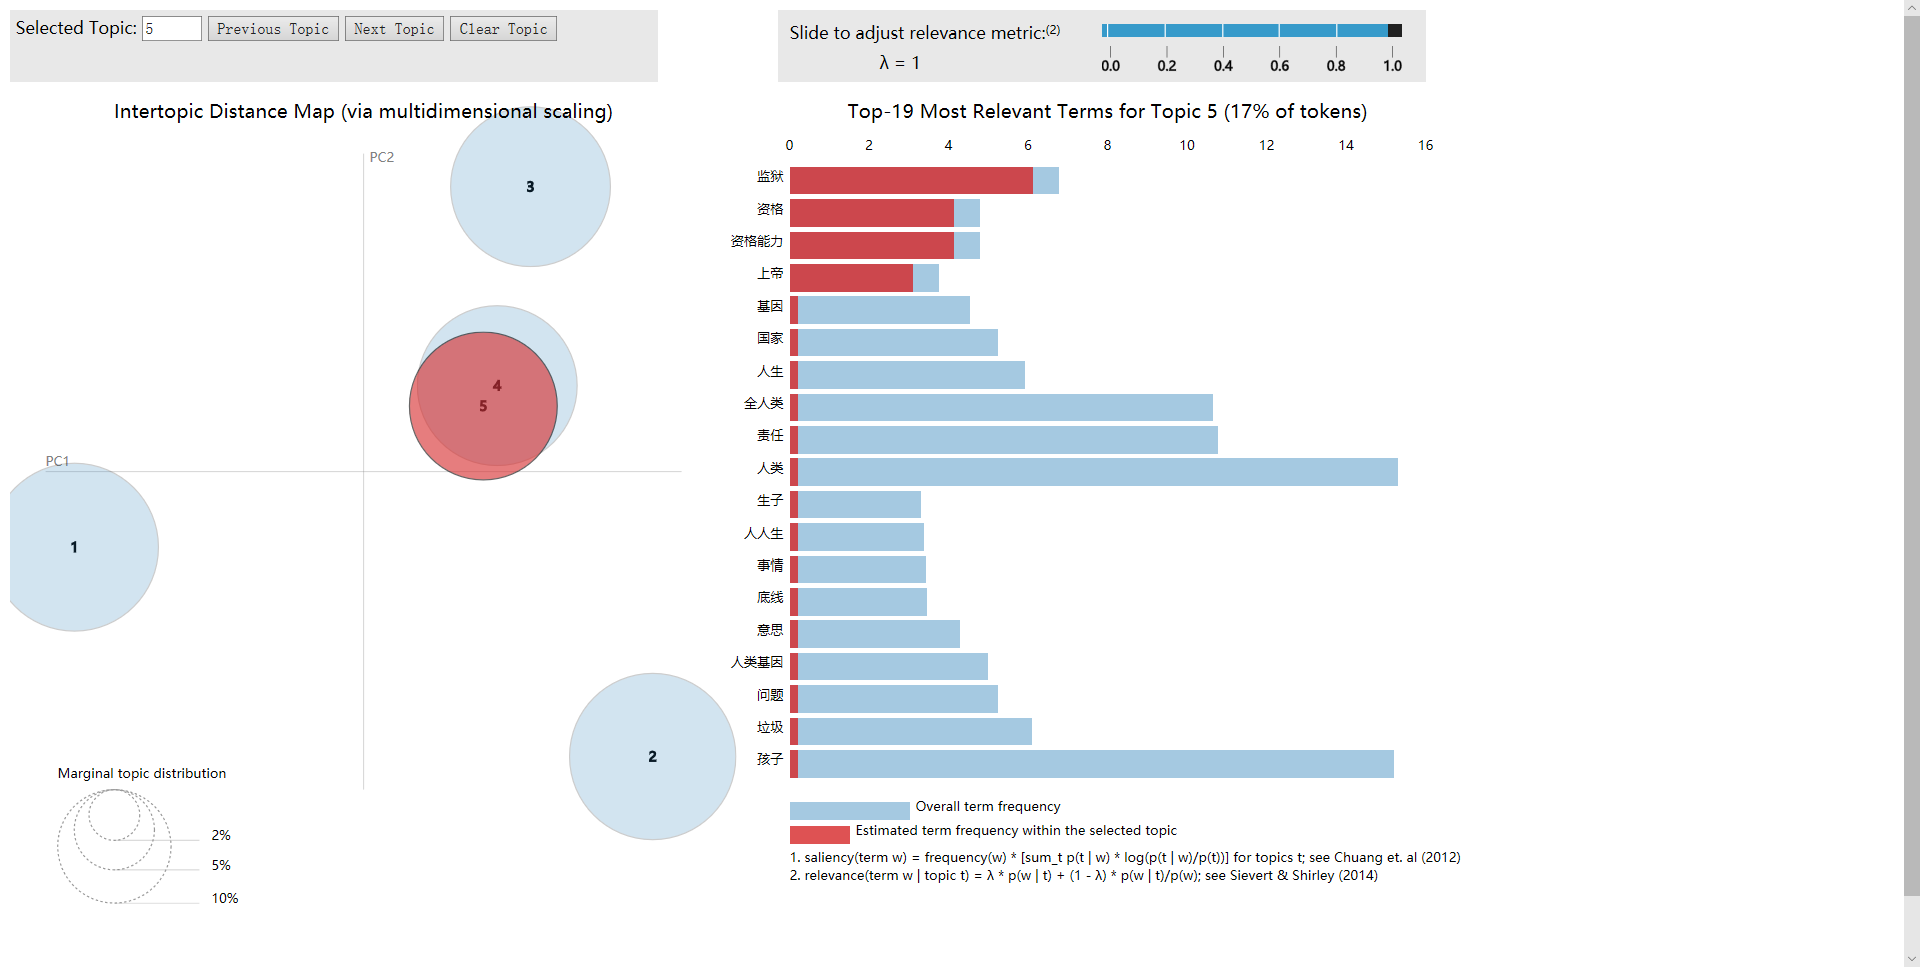 Selected Topic: 5 Previous Topic Next Topic Clear Topic
Slide to adjust relevance metric:(2)
λ = 1
0.0 0.2 0.4 0.6 0.8 1.0
Intertopic Distance Map (via multidimensional scaling)
PC2
PC1
3
4
5
1
2
Marginal topic distribution
2%
5%
10%
Top-19 Most Relevant Terms for Topic 5 (17% of tokens)
0 2 4 6 8 10 12 14 16
监狱
资格
资格能力
上帝
基因
国家
人生
全人类
责任
人类
生子
人人生
事情
底线
意思
人类基因
问题
垃圾
孩子
Overall term frequency
Estimated term frequency within the selected topic
1. saliency(term w) = frequency(w) * [sum_t p(t | w) * log(p(t | w)/p(t))] for topics t; see Chuang et. al (2012)
2. relevance(term w | topic t) = λ * p(w | t) + (1 - λ) * p(w | t)/p(w); see Sievert & Shirley (2014)